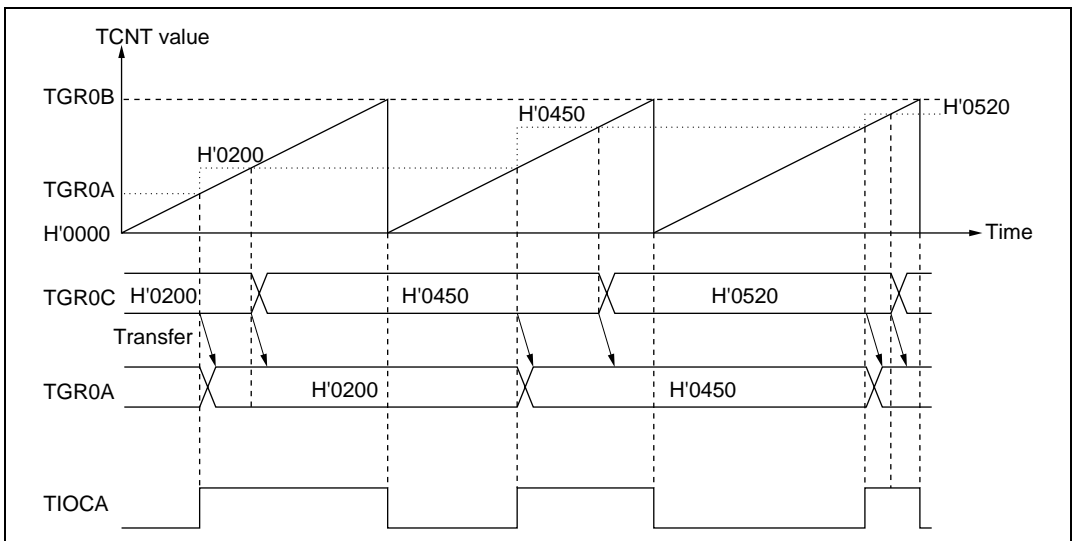 TCNT value
TGR0B
H'0520
H'0450
H'0200
TGR0A
H'0000
Time
TGR0C
H'0200
H'0450
H'0520
Transfer
TGR0A
H'0200
H'0450
TIOCA